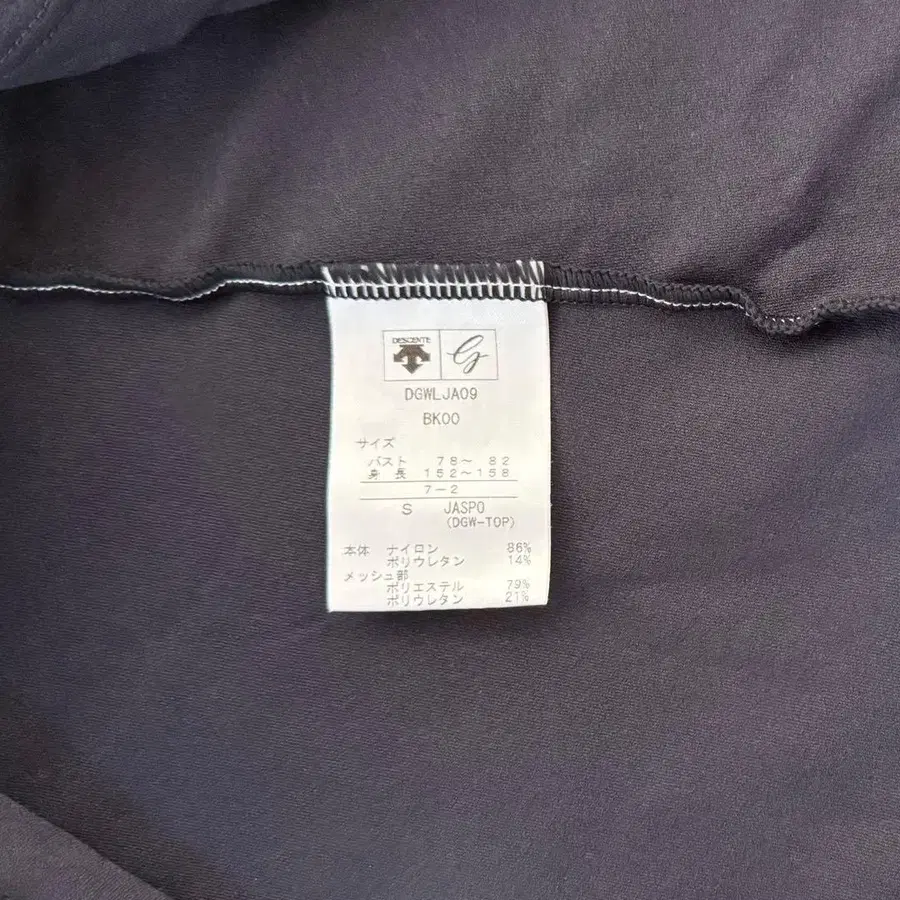 DESCENTE
DGWLJA09
BK00
サイズ
バスト 78～ 82
身 長 152～158
7-2
S JASPO
(DGW-TOP)
本体 ナイロン 86%
ポリウレタン 14%
メッシュ部
ポリエステル 79%
ポリウレタン 21%